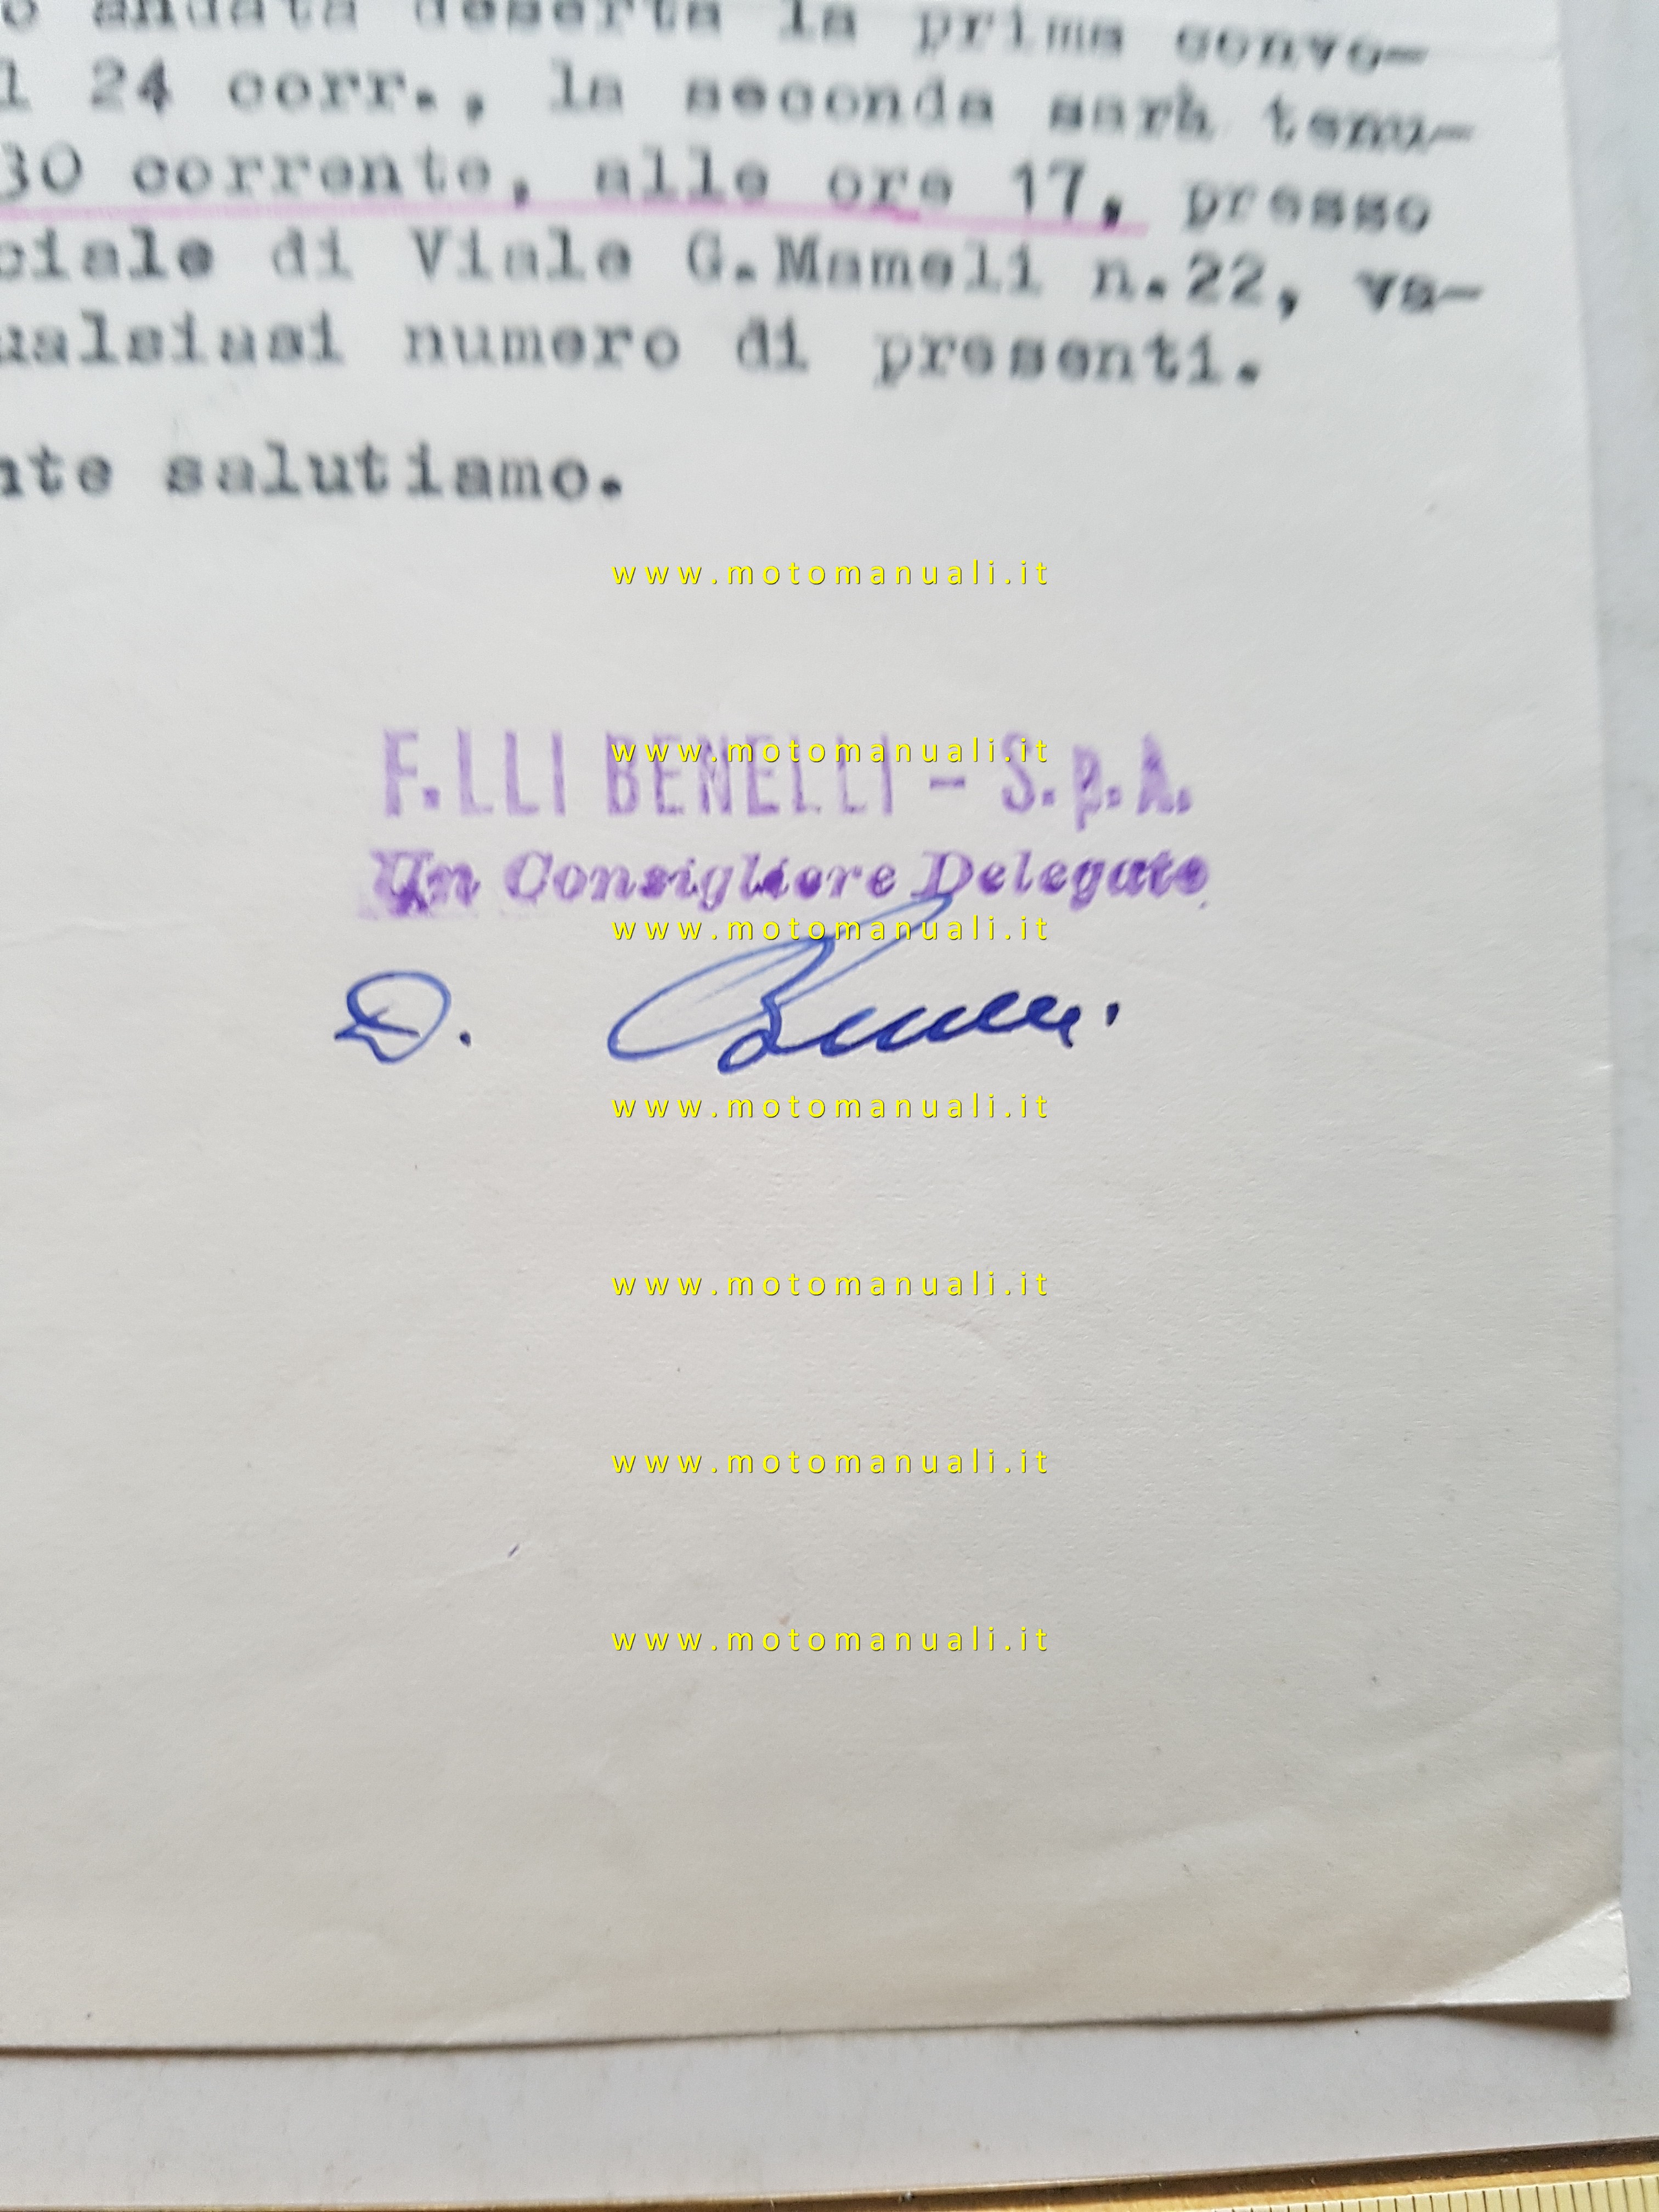 o andata deserta la prima convo-
l 24 corr., la seconda sarà tenu-
30 corrente, alle ore 17, presso
ciale di Viale G.Mameli n.22, va-
ualsiasi numero di presenti.
nte salutiamo.
www.motomanuali.it
F.LLI BENELLI - S.p.A.
www.motomanuali.it
Un Consigliere Delegato
www.motomanuali.it
D. Benelli
www.motomanuali.it
www.motomanuali.it
www.motomanuali.it
www.motomanuali.it